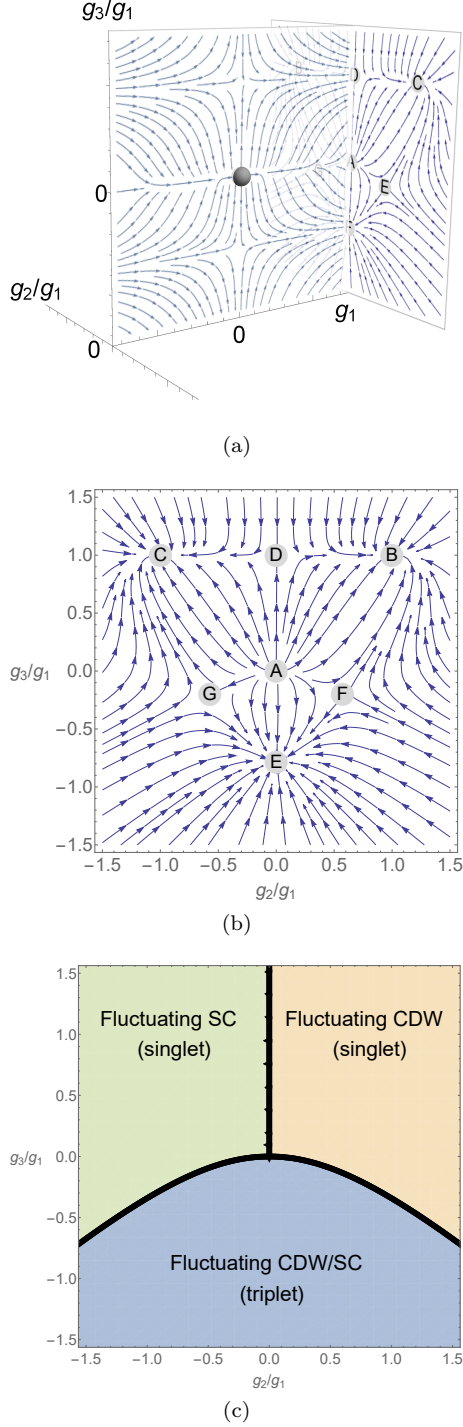 g₃/g₁
D
C
A
E
0
g₂/g₁
g₁
0
0
(a)
1.5
1.0
0.5
0.0
−0.5
−1.0
−1.5
g₃/g₁
C
D
B
A
G
F
E
−1.5 −1.0 −0.5 0.0 0.5 1.0 1.5
g₂/g₁
(b)
1.5
1.0
0.5
0.0
−0.5
−1.0
−1.5
g₃/g₁
Fluctuating SC
(singlet)
Fluctuating CDW
(singlet)
Fluctuating CDW/SC
(triplet)
−1.5 −1.0 −0.5 0.0 0.5 1.0 1.5
g₂/g₁
(c)